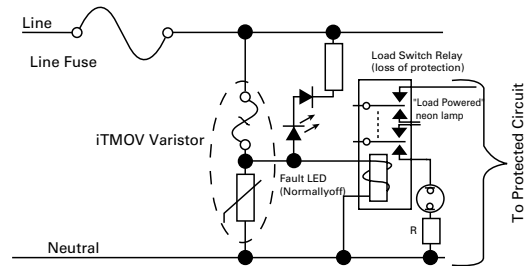 Line
Line Fuse
Load Switch Relay
(loss of protection)
"Load Powered"
neon lamp
iTMOV Varistor
Fault LED
(Normallyoff)
R
Neutral
To Protected Circuit